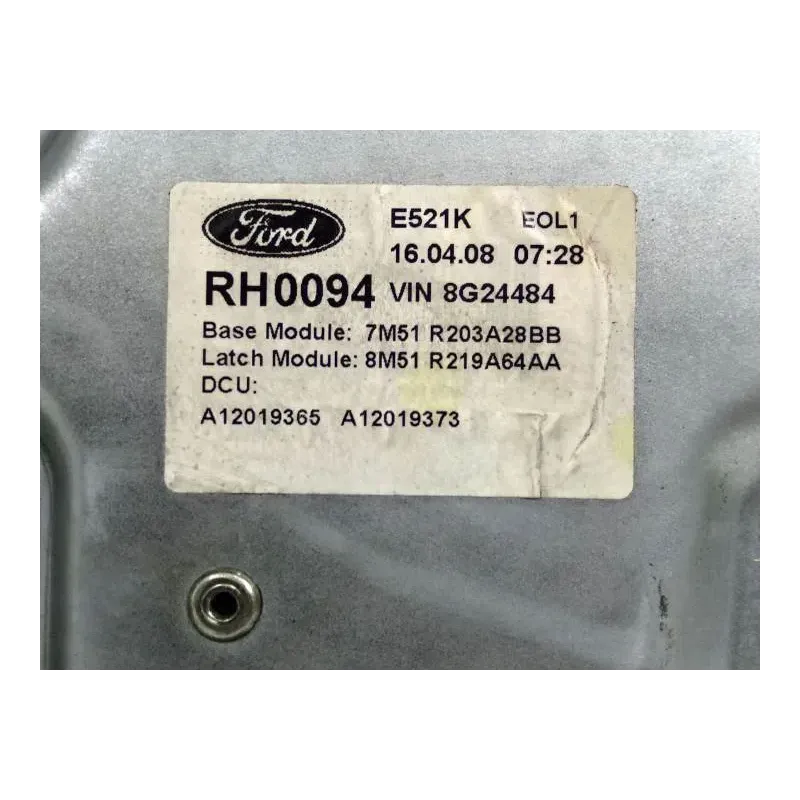 Ford E521K EOL1
16.04.08 07:28
RH0094 VIN 8G24484
Base Module: 7M51 R203A28BB
Latch Module: 8M51 R219A64AA
DCU:
A12019365 A12019373